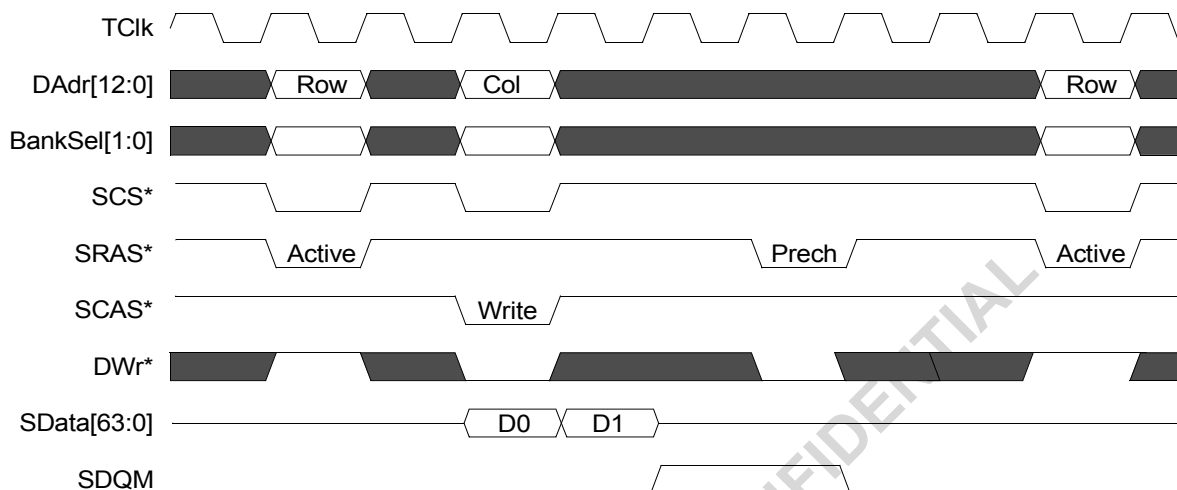 TClk
DAdr[12:0] Row Col Row
BankSel[1:0]
SCS*
SRAS* Active Prech Active
SCAS* Write
DWr*
SData[63:0] D0 D1
SDQM